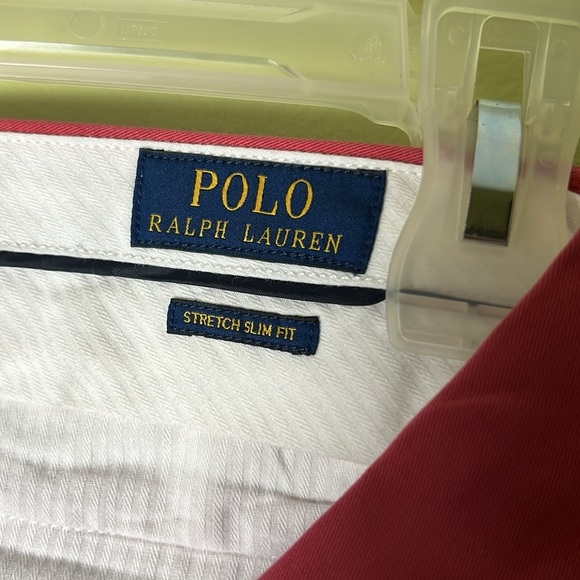 POLO
RALPH LAUREN
STRETCH SLIM FIT